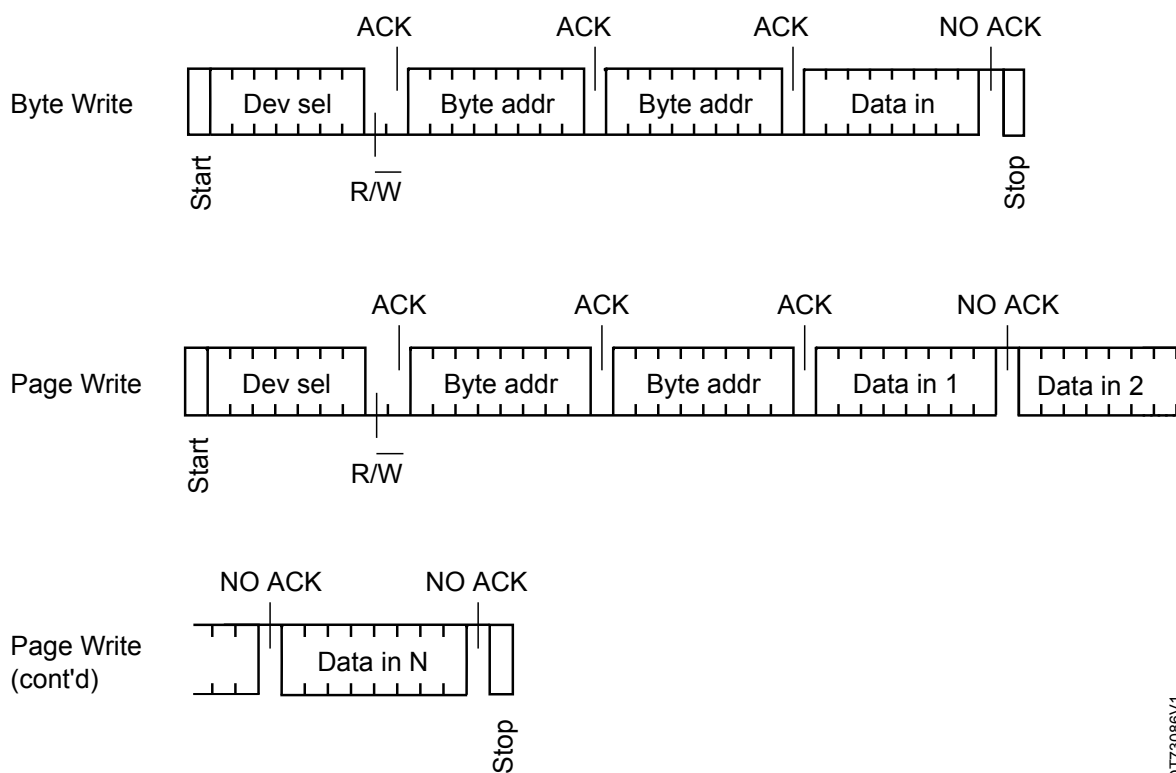 ACK ACK ACK NO ACK
Byte Write Dev sel Byte addr Byte addr Data in
Start R/W Stop
ACK ACK ACK NO ACK
Page Write Dev sel Byte addr Byte addr Data in 1 Data in 2
Start R/W
NO ACK NO ACK
Page Write
(cont'd) Data in N
Stop